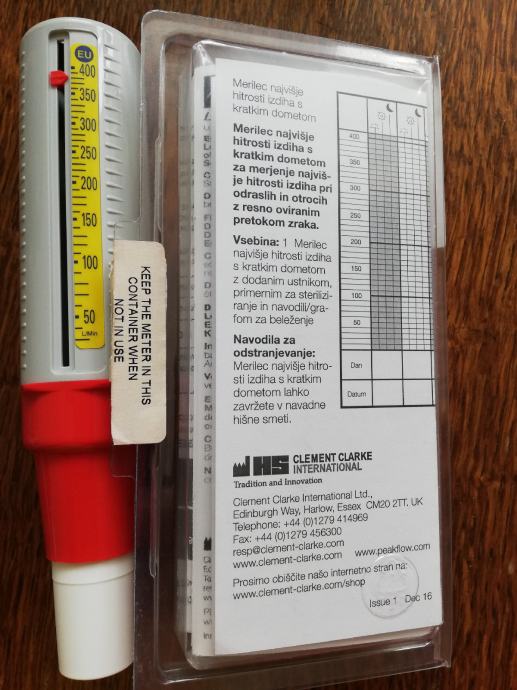 EU
400
350
300
250
200
150
100
50
L/Min
KEEP THE METER IN THIS
CONTAINER WHEN
NOT IN USE
Merilec najvišje
hitrosti izdiha s
kratkim dometom
Merilec najvišje
hitrosti izdiha s
kratkim dometom
za merjenje najviš-
je hitrosti izdiha pri
odraslih in otrocih
z resno oviranim
pretokom zraka.
Vsebina: 1 Merilec
najvišje hitrosti izdiha
s kratkim dometom
z dodanim ustnikom,
primernim za sterilizi-
ranje in navodili/gra-
fom za beleženje
Navodila za
odstranjevanje:
Merilec najvišje hitro-
sti izdiha s kratkim
dometom lahko
zavržete v navadne
hišne smeti.
400
350
300
250
200
150
100
50
Dan
Datum
HS CLEMENT CLARKE
INTERNATIONAL
Tradition and Innovation
Clement Clarke International Ltd.,
Edinburgh Way, Harlow, Essex CM20 2TT. UK
Telephone: +44 (0)1279 414969
Fax: +44 (0)1279 456300
resp@clement-clarke.com
www.clement-clarke.com www.peakflow.com
Prosimo obiščite našo internetno stran na:
www.clement-clarke.com/shop
Issue 1 Dec 16